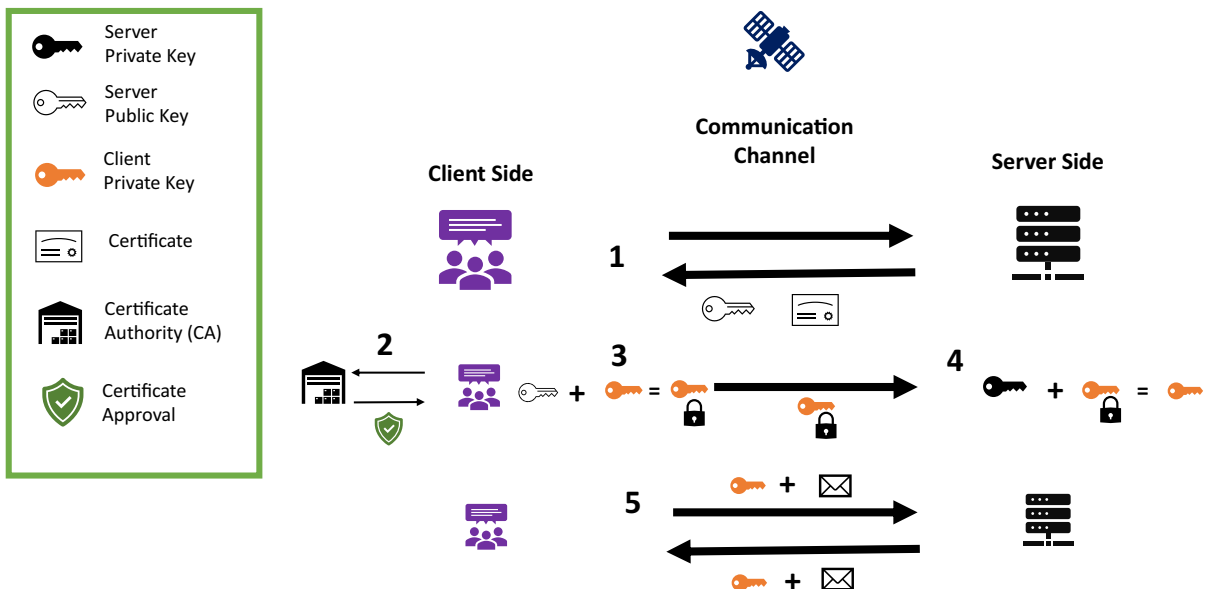 Server
Private Key
Server
Public Key
Client
Private Key
Certificate
Certificate
Authority (CA)
Certificate
Approval
Communication
Channel
Client Side
Server Side
1
2
3
4
+
=
+
=
5
+
+